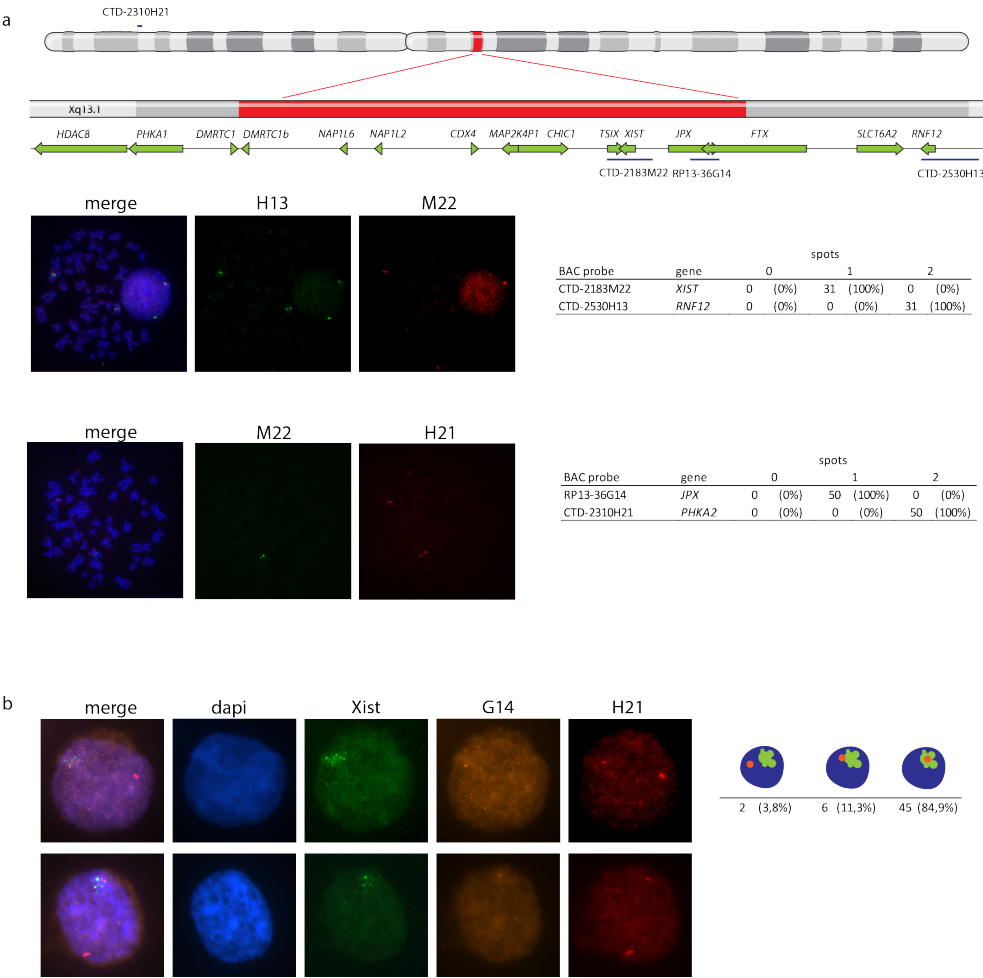 a
CTD-2310H21
Xq13.1
HDAC8 PHKA1 DMRTC1 DMRTC1b NAP1L6 NAP1L2 CDX4 MAP2K4P1 CHIC1 TSIX XIST JPX FTX SLC16A2 RNF12
CTD-2183M22 RP13-36G14 CTD-2530H13
merge H13 M22
spots
BAC probe gene 0 1 2
CTD-2183M22 XIST 0 (0%) 31 (100%) 0 (0%)
CTD-2530H13 RNF12 0 (0%) 0 (0%) 31 (100%)
merge M22 H21
spots
BAC probe gene 0 1 2
RP13-36G14 JPX 0 (0%) 50 (100%) 0 (0%)
CTD-2310H21 PHKA2 0 (0%) 0 (0%) 50 (100%)
b
merge dapi Xist G14 H21
2 (3,8%) 6 (11,3%) 45 (84,9%)